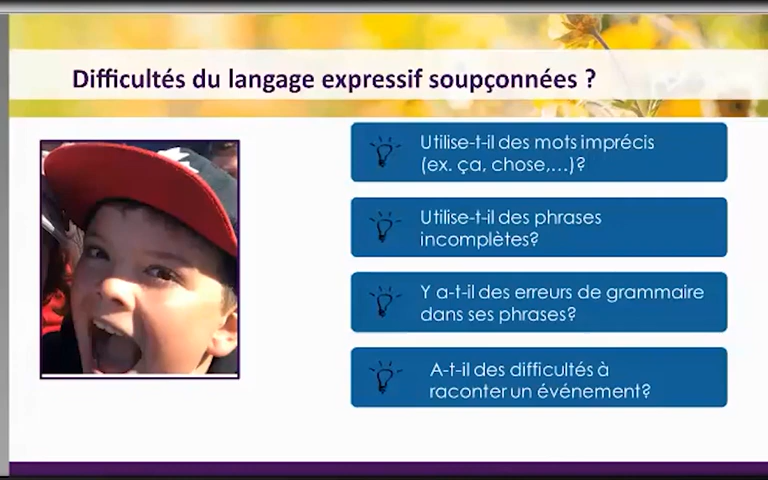 Difficultés du langage expressif soupçonnées ?
Utilise-t-il des mots imprécis
(ex. ça, chose,...)?
Utilise-t-il des phrases
incomplètes?
Y a-t-il des erreurs de grammaire
dans ses phrases?
A-t-il des difficultés à
raconter un événement?